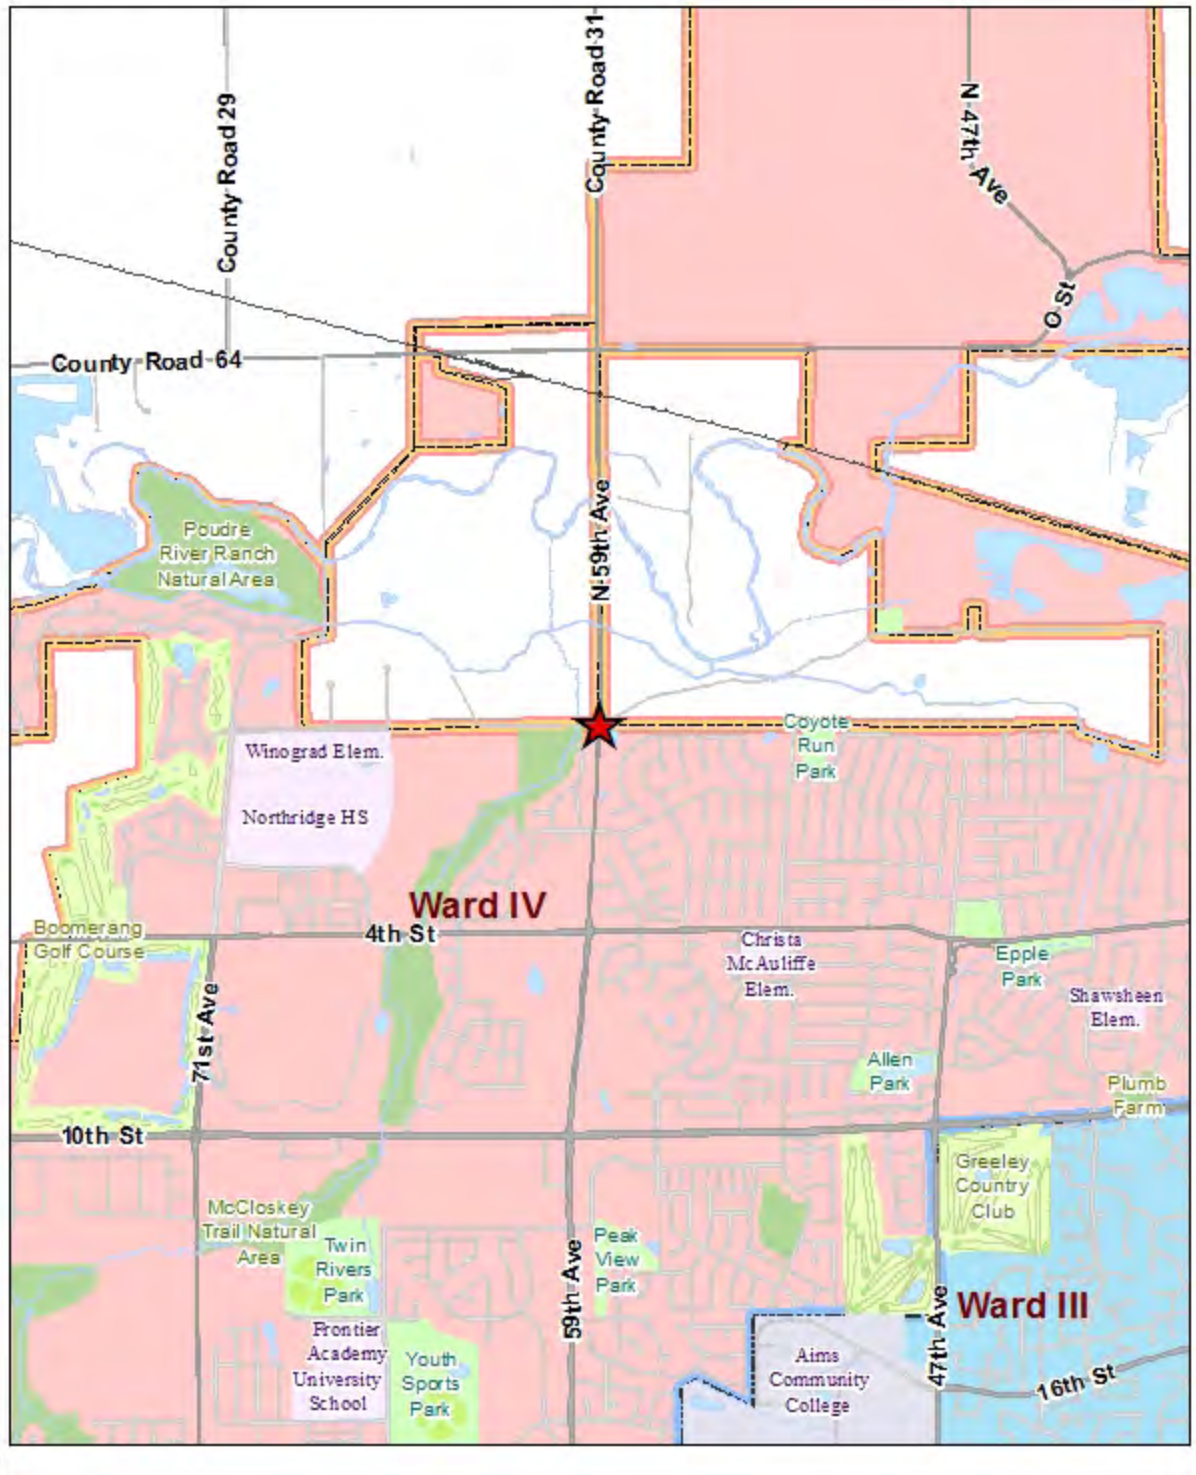 County Road 29
County Road 31
N 47th Ave
O St
County Road 64
N 59th Ave
Poudre
River Ranch
Natural Area
Winograd Elem.
Northridge HS
Coyote
Run
Park
Ward IV
4th St
Boomerang
Golf Course
Christa
McAuliffe
Elem.
Epple
Park
Shawsheen
Elem.
71st Ave
Allen
Park
Plumb
Farm
10th St
Greeley
Country
Club
McCloskey
Trail Natural
Area
Twin
Rivers
Park
Peak
View
Park
59th Ave
47th Ave
Ward III
Frontier
Academy
University
School
Youth
Sports
Park
Aims
Community
College
16th St